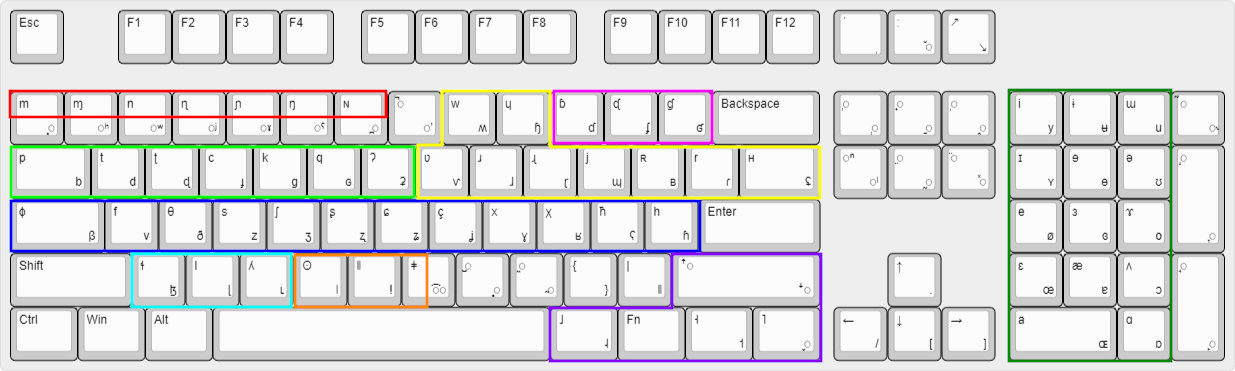 Esc F1 F2 F3 F4 F5 F6 F7 F8 F9 F10 F11 F12 ↗
↘
m ɱ n ɳ ɲ ŋ ɴ w ɥ ɓ ɗ ɠ Backspace i ɨ ɯ
◌ʰ ◌ʷ ◌ʲ ◌ˠ ◌ˤ ʍ ɧ ɗ ʄ ʛ y ʉ u
p t ʈ c k q ʔ ʋ ɹ ɻ j ʀ r ʜ ◌ⁿ ɪ ɘ ə
b d ɖ ɟ ɡ ɢ ʡ ⱱ ɺ ɽ ɰ ʙ ɾ ʢ ◌ˡ ʏ ɵ ʊ
ɸ f θ s ʃ ʂ ɕ ç x χ ħ h Enter e ɜ ɤ
β v ð z ʒ ʐ ʑ ʝ ɣ ʁ ʕ ɦ ø ɞ o
Shift ɬ l ʎ ʘ ǁ ǂ { | ↑ ɛ æ ʌ
ɮ ɭ ʟ ǀ ǃ } ‖ . œ ɐ ɔ
Ctrl Win Alt ˩ Fn ˧ ˥ ← ↓ → a ɑ
˨ ˦ / [ ] ɶ ɒ